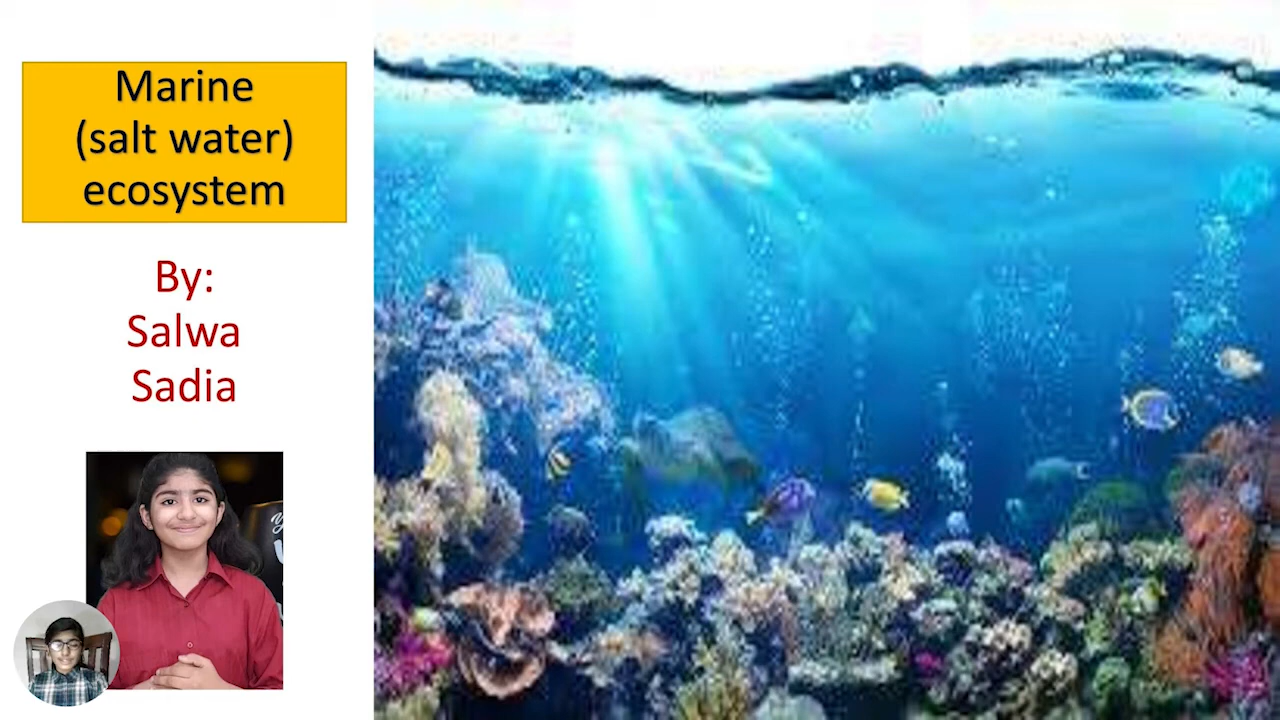 Marine
(salt water)
ecosystem
By:
Salwa
Sadia